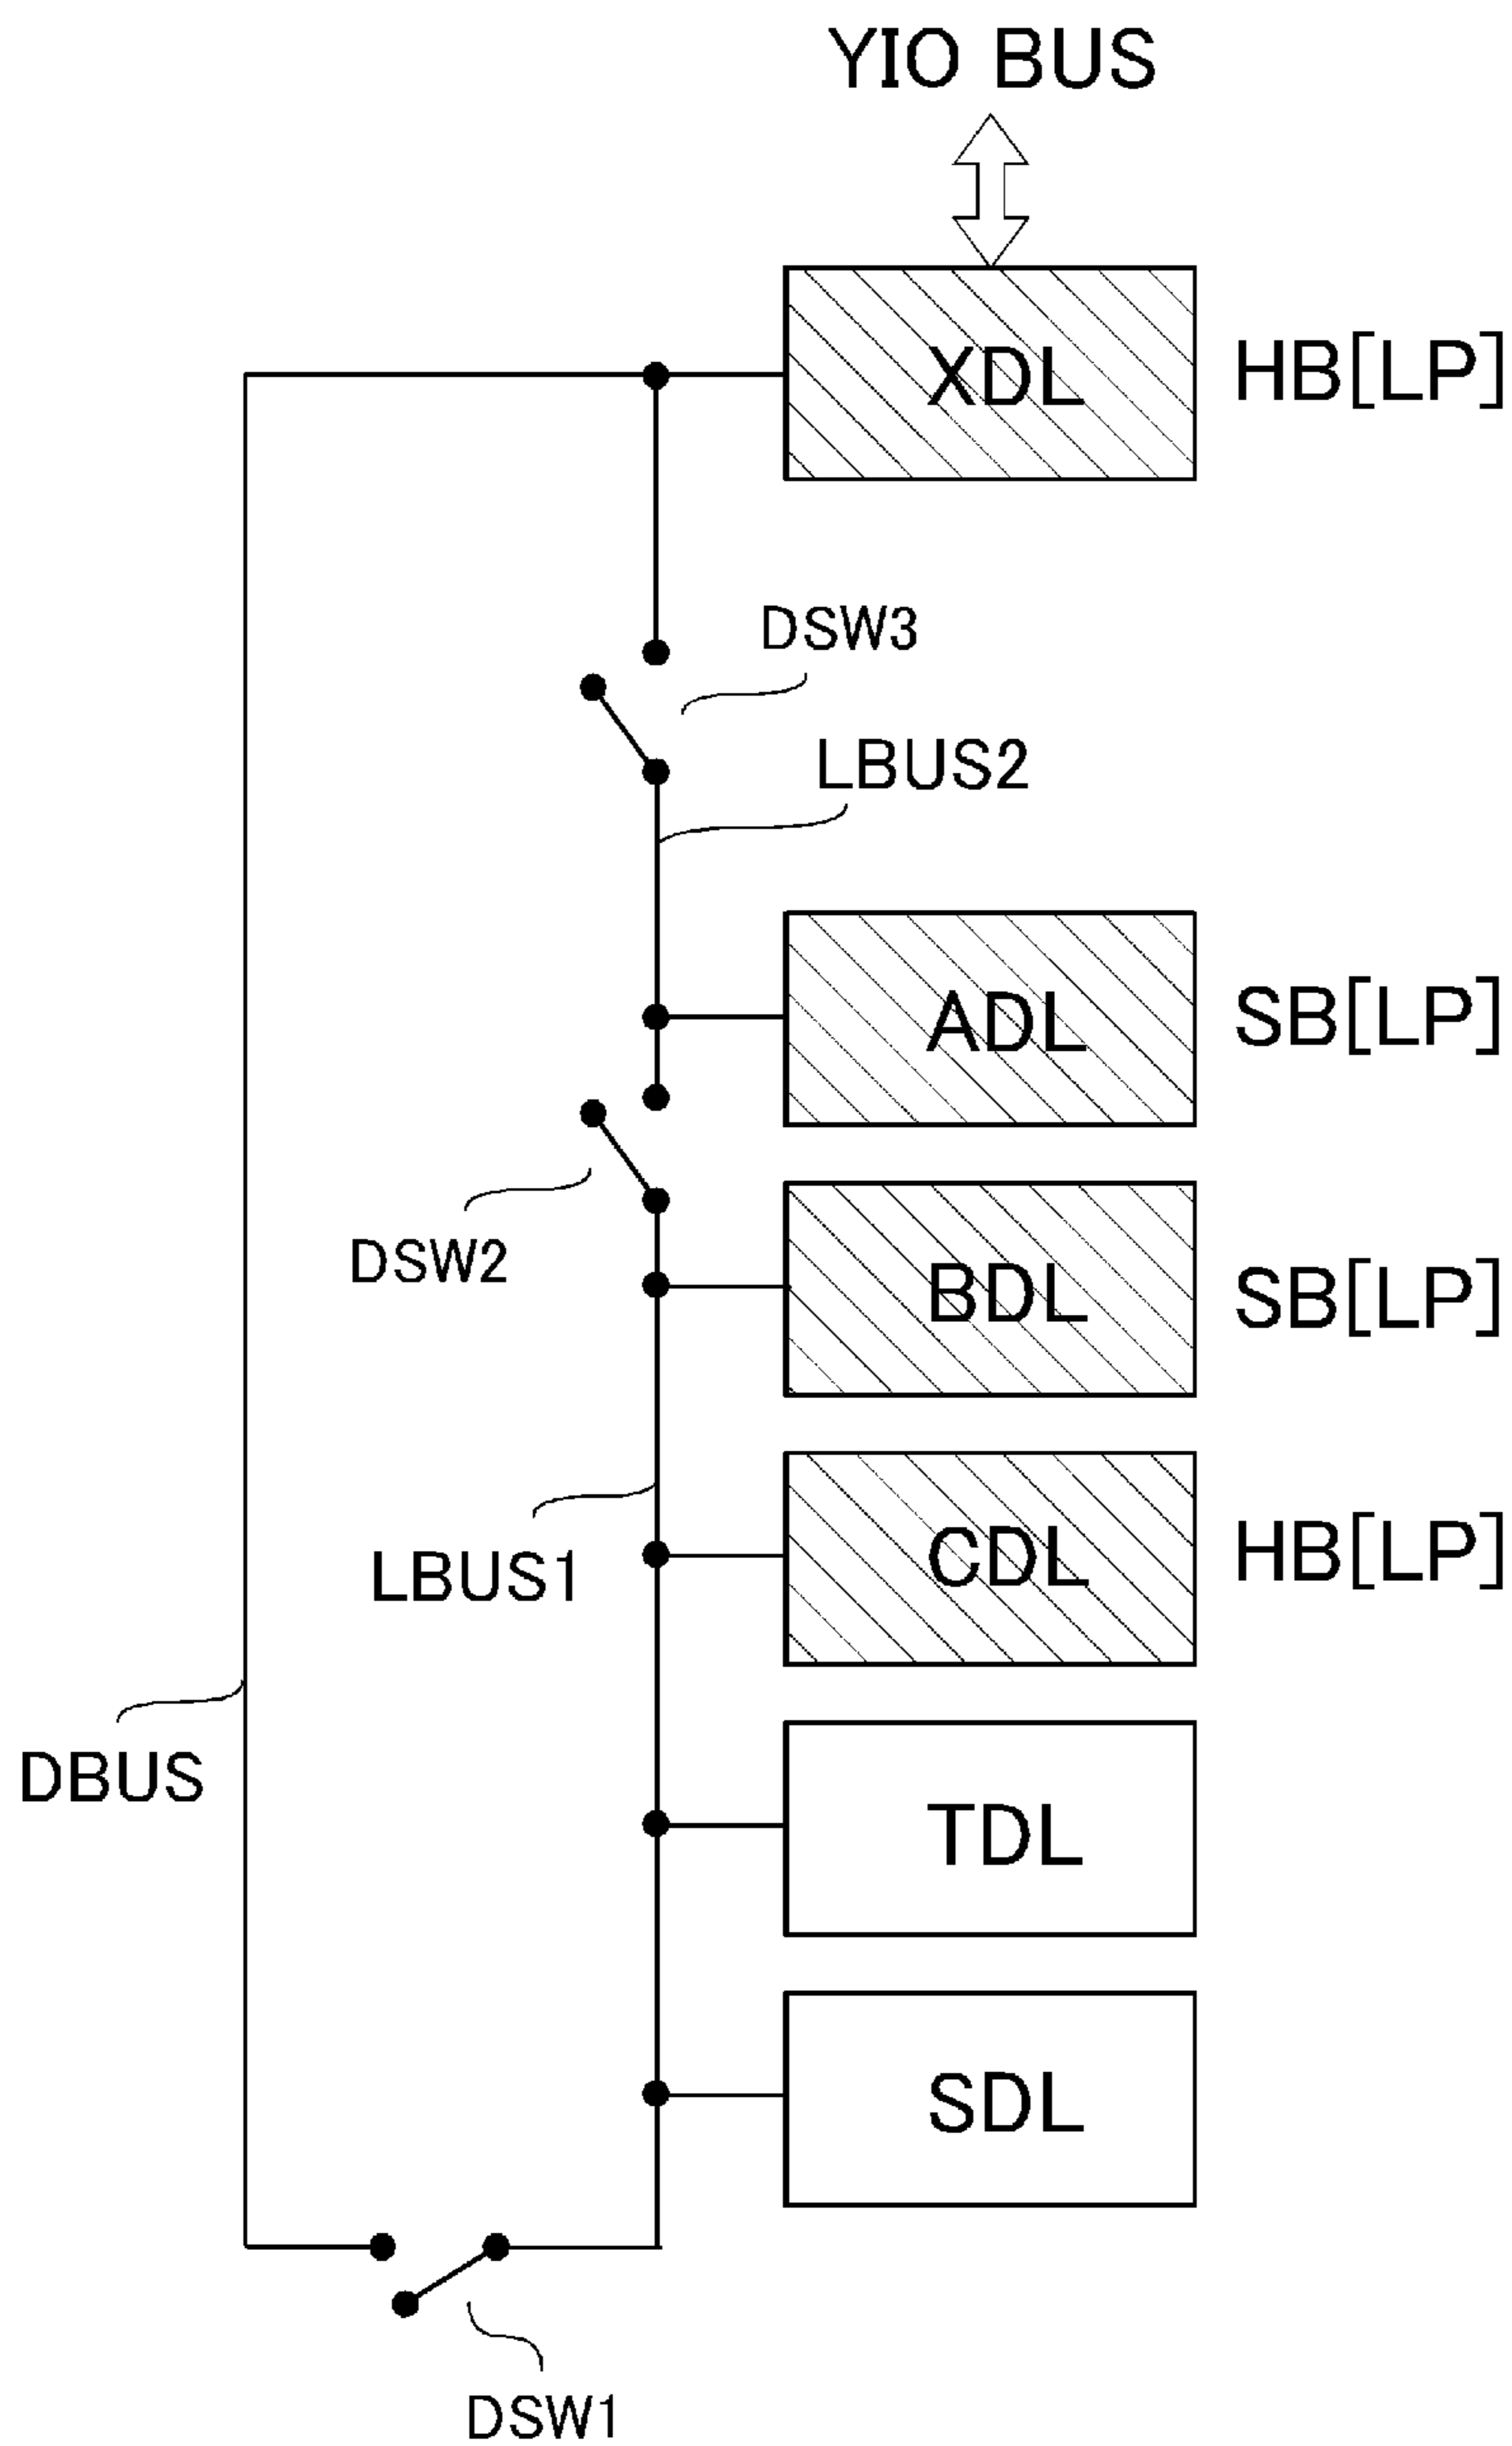 YIO BUS
XDL
HB[LP]
DSW3
LBUS2
ADL
SB[LP]
DSW2
BDL
SB[LP]
LBUS1
CDL
HB[LP]
DBUS
TDL
SDL
DSW1